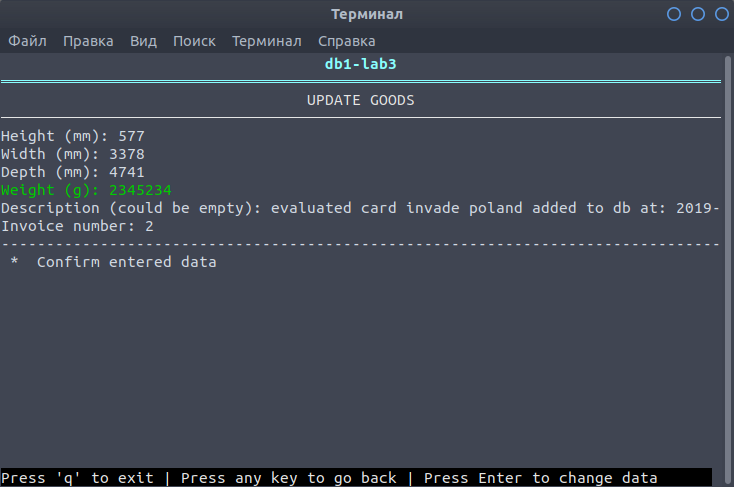 Терминал
Файл Правка Вид Поиск Терминал Справка
db1-lab3
UPDATE GOODS
Height (mm): 577
Width (mm): 3378
Depth (mm): 4741
Weight (g): 2345234
Description (could be empty): evaluated card invade poland added to db at: 2019-
Invoice number: 2
--------------------------------------------------------------------------------
* Confirm entered data
Press 'q' to exit | Press any key to go back | Press Enter to change data